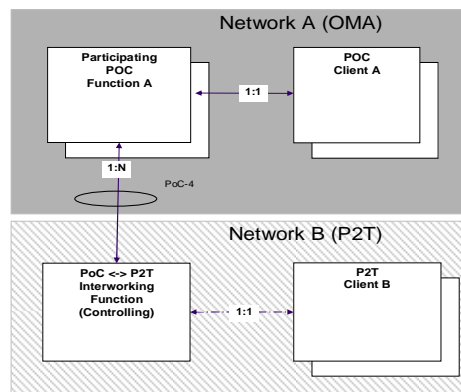 Network A (OMA)
Participating
POC
Function A
1:1
POC
Client A
1:N
PoC-4
Network B (P2T)
PoC <-> P2T
Interworking
Function
(Controlling)
1:1
P2T
Client B